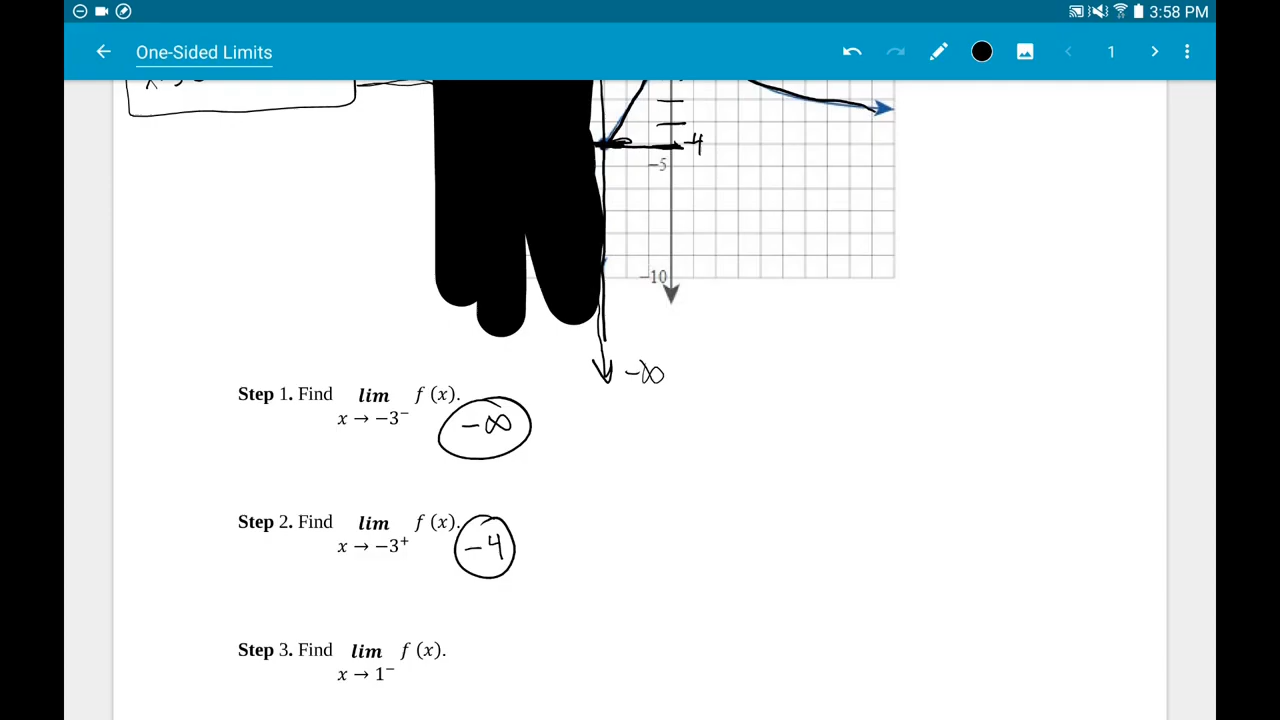 3:58 PM
One-Sided Limits
1
-4
-5
-10
-∞
Step 1. Find lim f (x).
x → −3⁻
-∞
Step 2. Find lim f (x).
x → −3⁺
-4
Step 3. Find lim f (x).
x → 1⁻